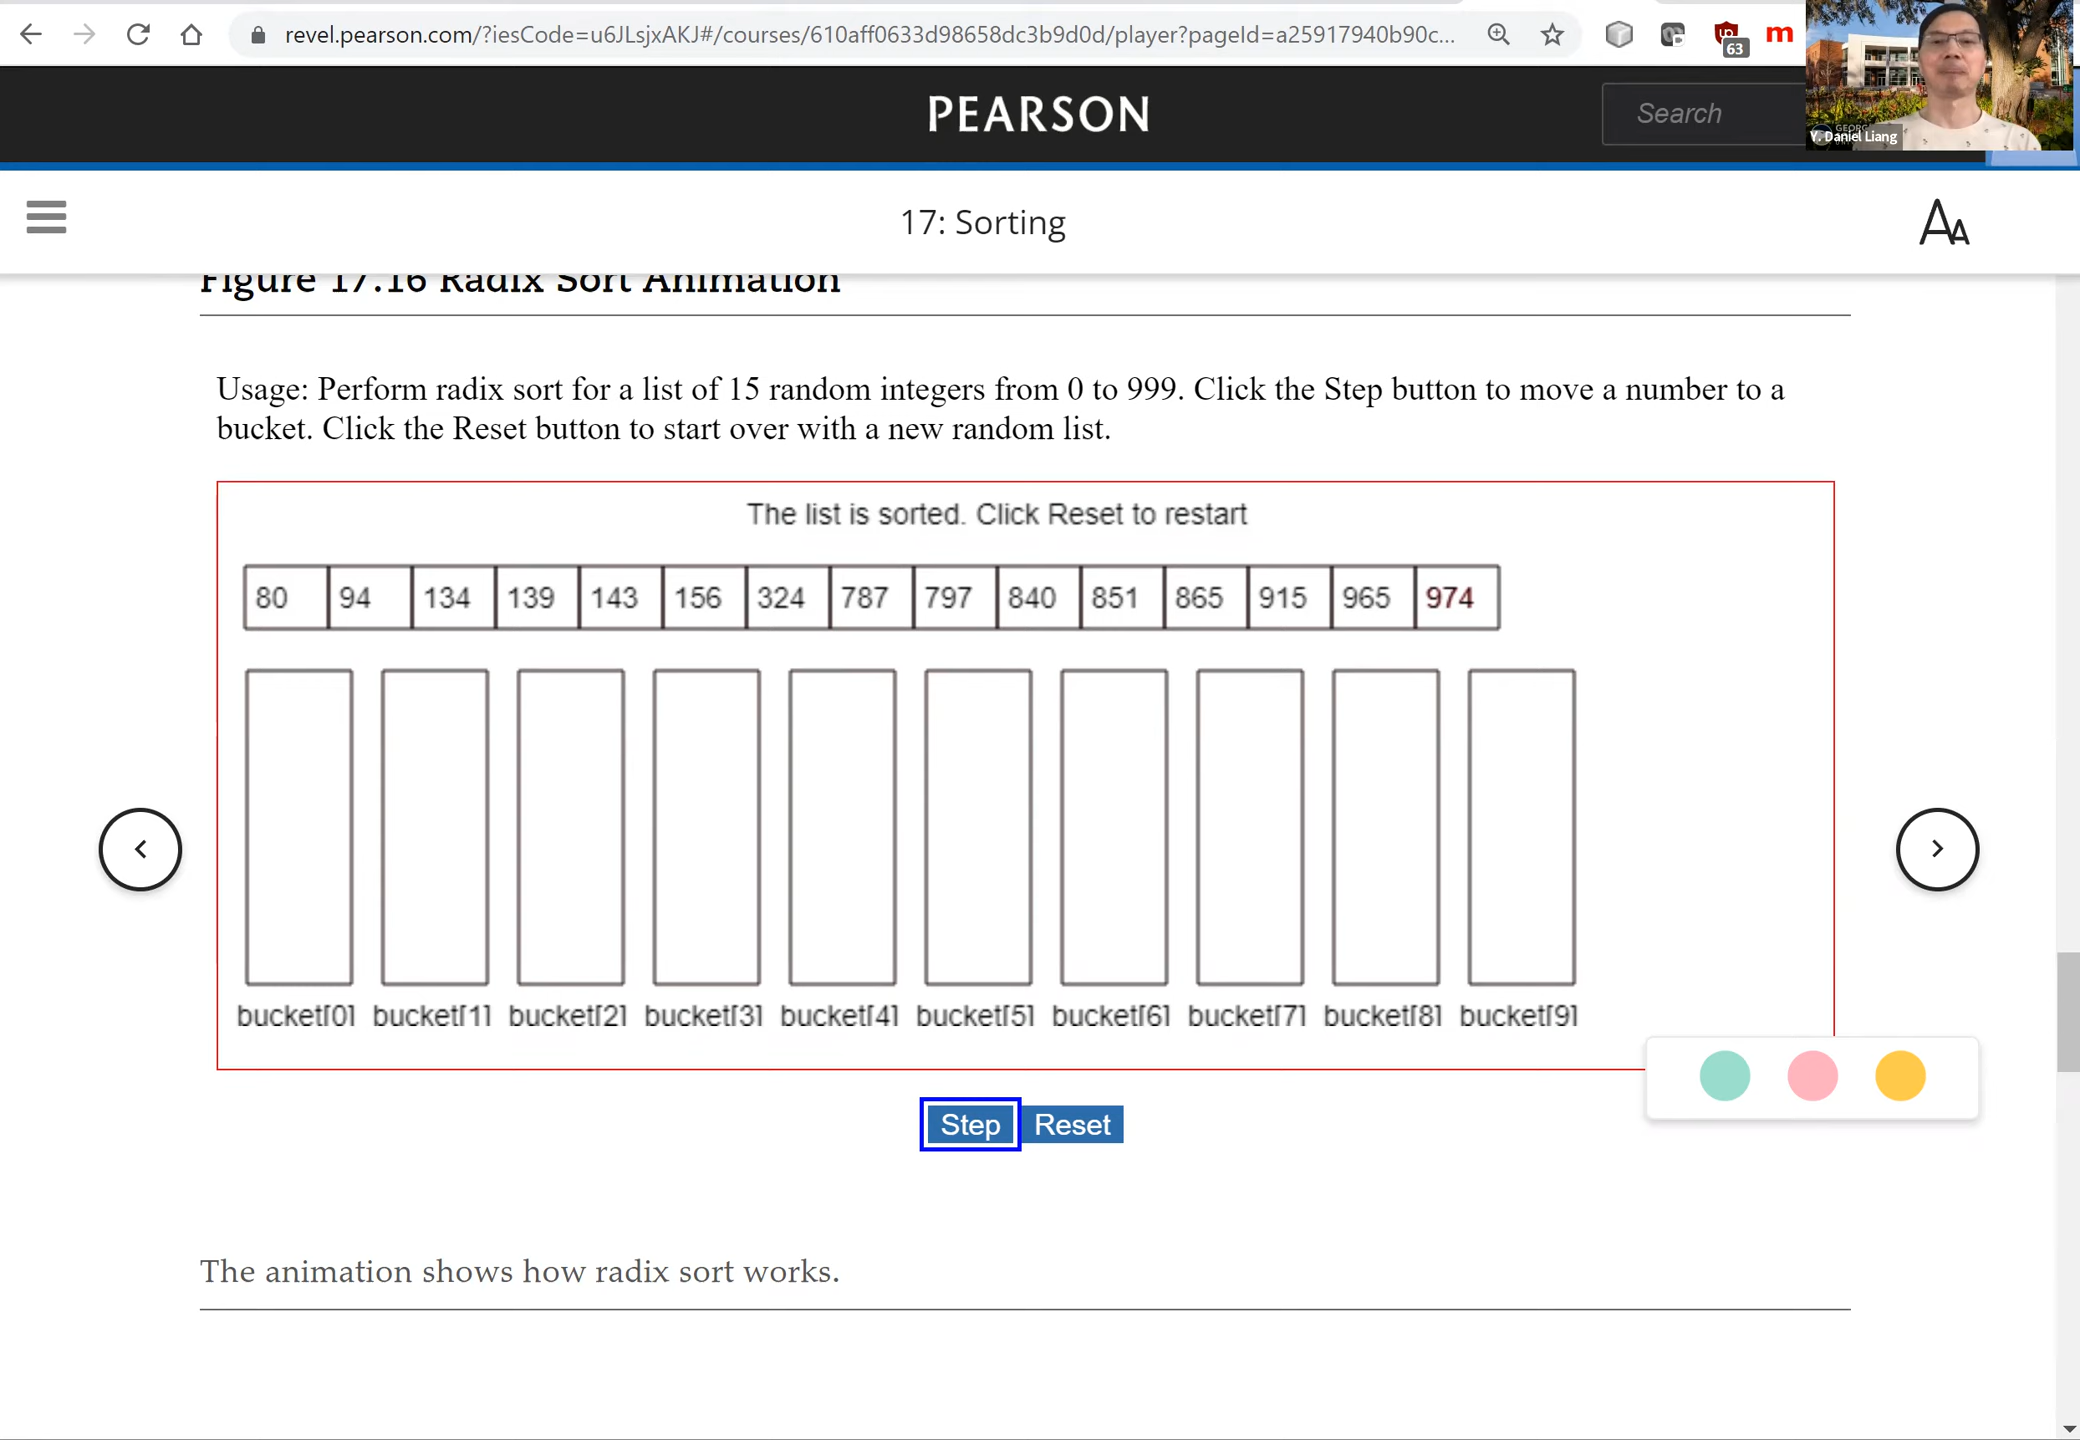 revel.pearson.com/?iesCode=u6JLsjxAKJ#/courses/610aff0633d98658dc3b9d0d/player?pageId=a25917940b90c...
63
m
PEARSON
Search
Y. Daniel Liang
17: Sorting
AA
Figure 17.16 Radix Sort Animation
Usage: Perform radix sort for a list of 15 random integers from 0 to 999. Click the Step button to move a number to a
bucket. Click the Reset button to start over with a new random list.
The list is sorted. Click Reset to restart
80 94 134 139 143 156 324 787 797 840 851 865 915 965 974
bucket[0] bucket[1] bucket[2] bucket[3] bucket[4] bucket[5] bucket[6] bucket[7] bucket[8] bucket[9]
Step Reset
The animation shows how radix sort works.